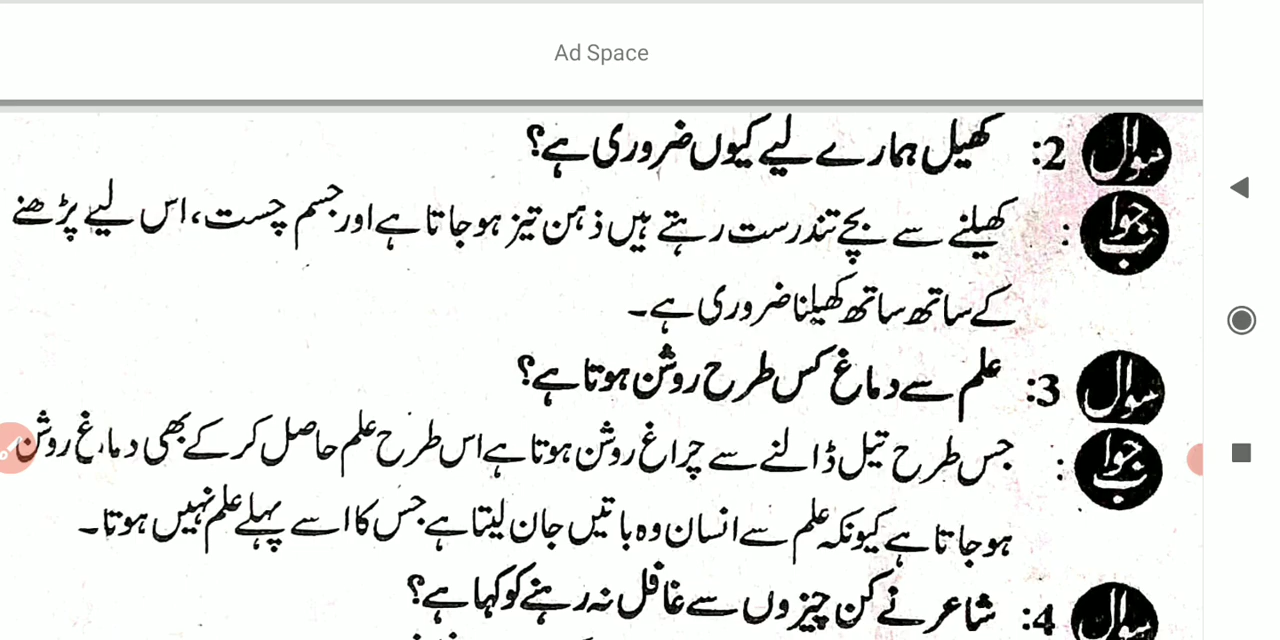 Ad Space
سوال 2: کھیل ہمارے لیے کیوں ضروری ہے؟
جواب : کھیلنے سے بچے تندرست رہتے ہیں ذہن تیز ہو جاتا ہے اور جسم چست، اس لیے پڑھنے
کے ساتھ ساتھ کھیلنا ضروری ہے۔
سوال 3: علم سے دماغ کس طرح روشن ہوتا ہے؟
جواب : جس طرح تیل ڈالنے سے چراغ روشن ہوتا ہے اس طرح علم حاصل کر کے بھی دماغ روشن
ہو جاتا ہے کیونکہ علم سے انسان وہ باتیں جان لیتا ہے جس کا اسے پہلے علم نہیں ہوتا۔
سوال 4: شاعر نے کن چیزوں سے غافل نہ رہنے کو کہا ہے؟